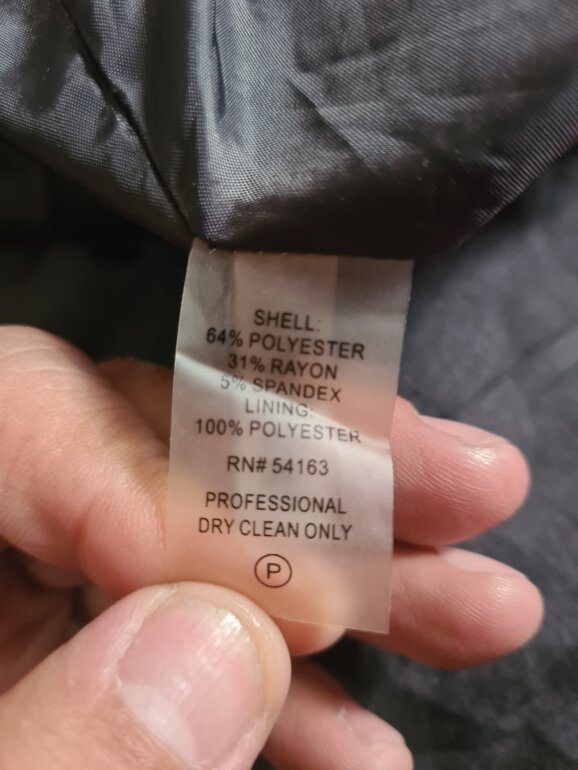 SHELL:
64% POLYESTER
31% RAYON
5% SPANDEX
LINING:
100% POLYESTER
RN# 54163
PROFESSIONAL
DRY CLEAN ONLY
P